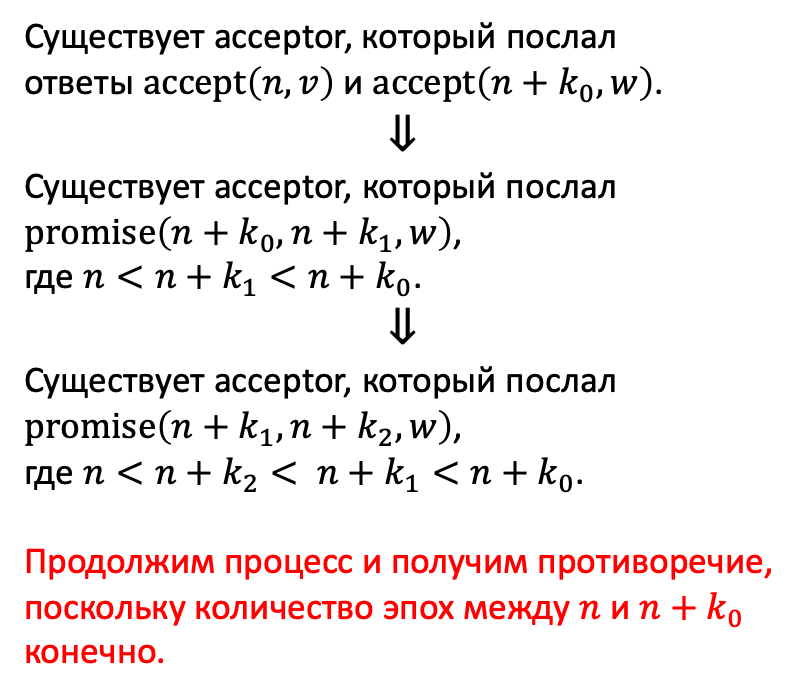 Существует acceptor, который послал
ответы accept(n, v) и accept(n + k₀, w).
⇓
Существует acceptor, который послал
promise(n + k₀, n + k₁, w),
где n < n + k₁ < n + k₀.
⇓
Существует acceptor, который послал
promise(n + k₁, n + k₂, w),
где n < n + k₂ < n + k₁ < n + k₀.
Продолжим процесс и получим противоречие,
поскольку количество эпох между n и n + k₀
конечно.